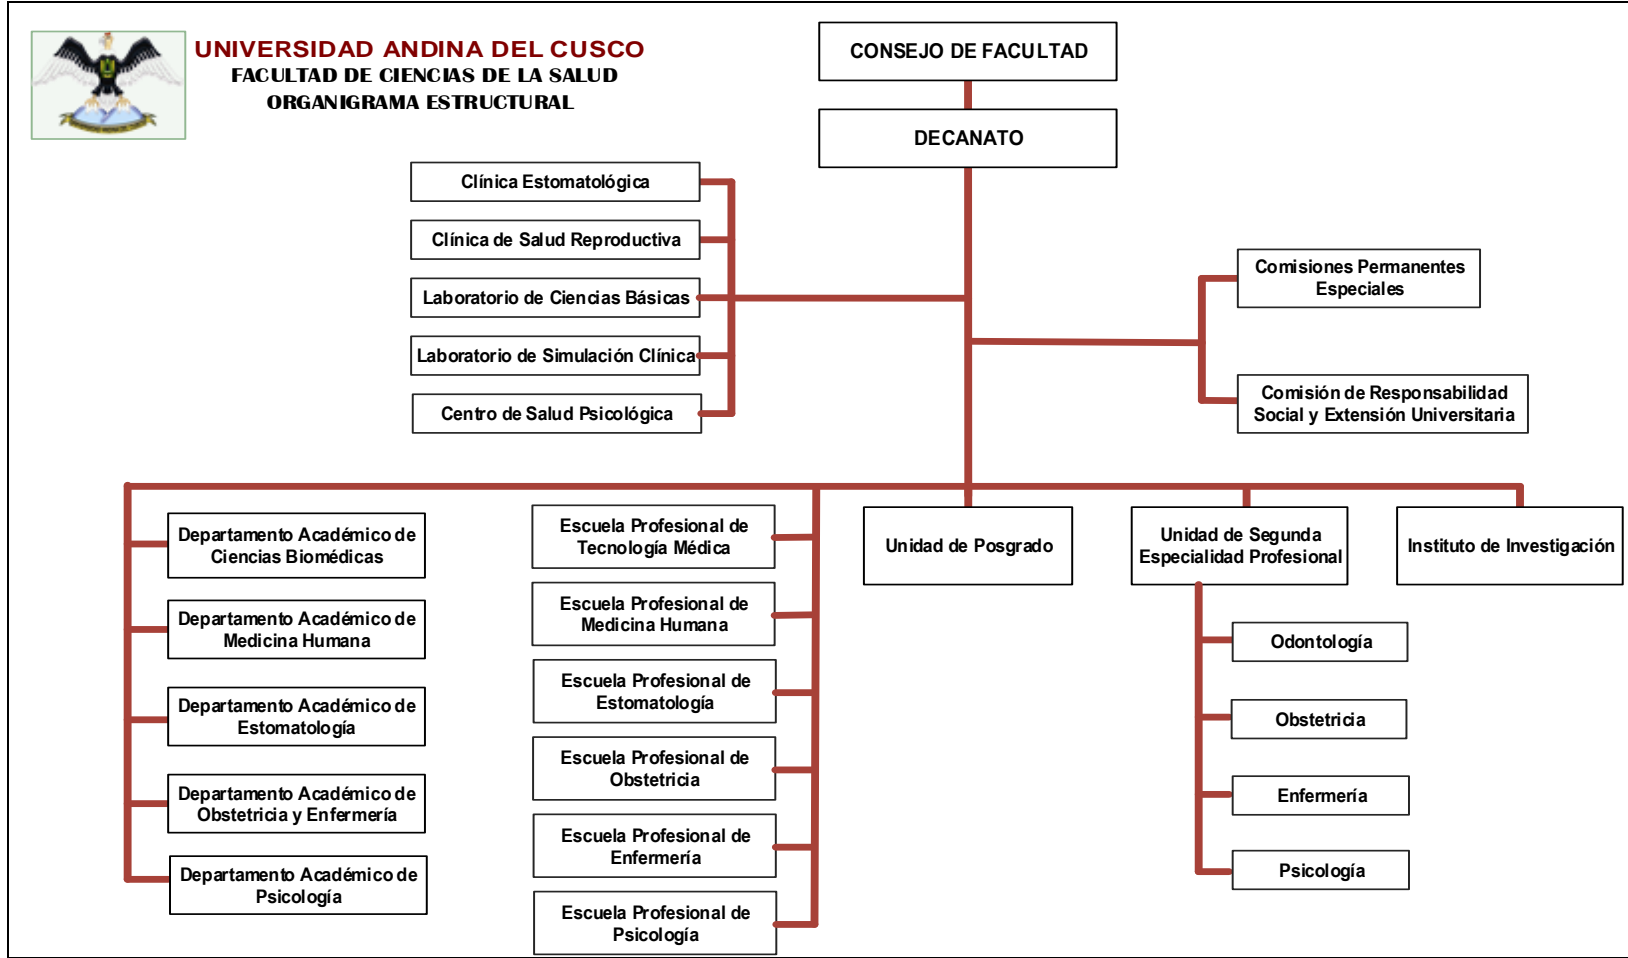 UNIVERSIDAD ANDINA DEL CUSCO
FACULTAD DE CIENCIAS DE LA SALUD
ORGANIGRAMA ESTRUCTURAL
CONSEJO DE FACULTAD
DECANATO
Clínica Estomatológica
Clínica de Salud Reproductiva
Laboratorio de Ciencias Básicas
Laboratorio de Simulación Clínica
Centro de Salud Psicológica
Comisiones Permanentes
Especiales
Comisión de Responsabilidad
Social y Extensión Universitaria
Departamento Académico de
Ciencias Biomédicas
Departamento Académico de
Medicina Humana
Departamento Académico de
Estomatología
Departamento Académico de
Obstetricia y Enfermería
Departamento Académico de
Psicología
Escuela Profesional de
Tecnología Médica
Escuela Profesional de
Medicina Humana
Escuela Profesional de
Estomatología
Escuela Profesional de
Obstetricia
Escuela Profesional de
Enfermería
Escuela Profesional de
Psicología
Unidad de Posgrado
Unidad de Segunda
Especialidad Profesional
Odontología
Obstetricia
Enfermería
Psicología
Instituto de Investigación